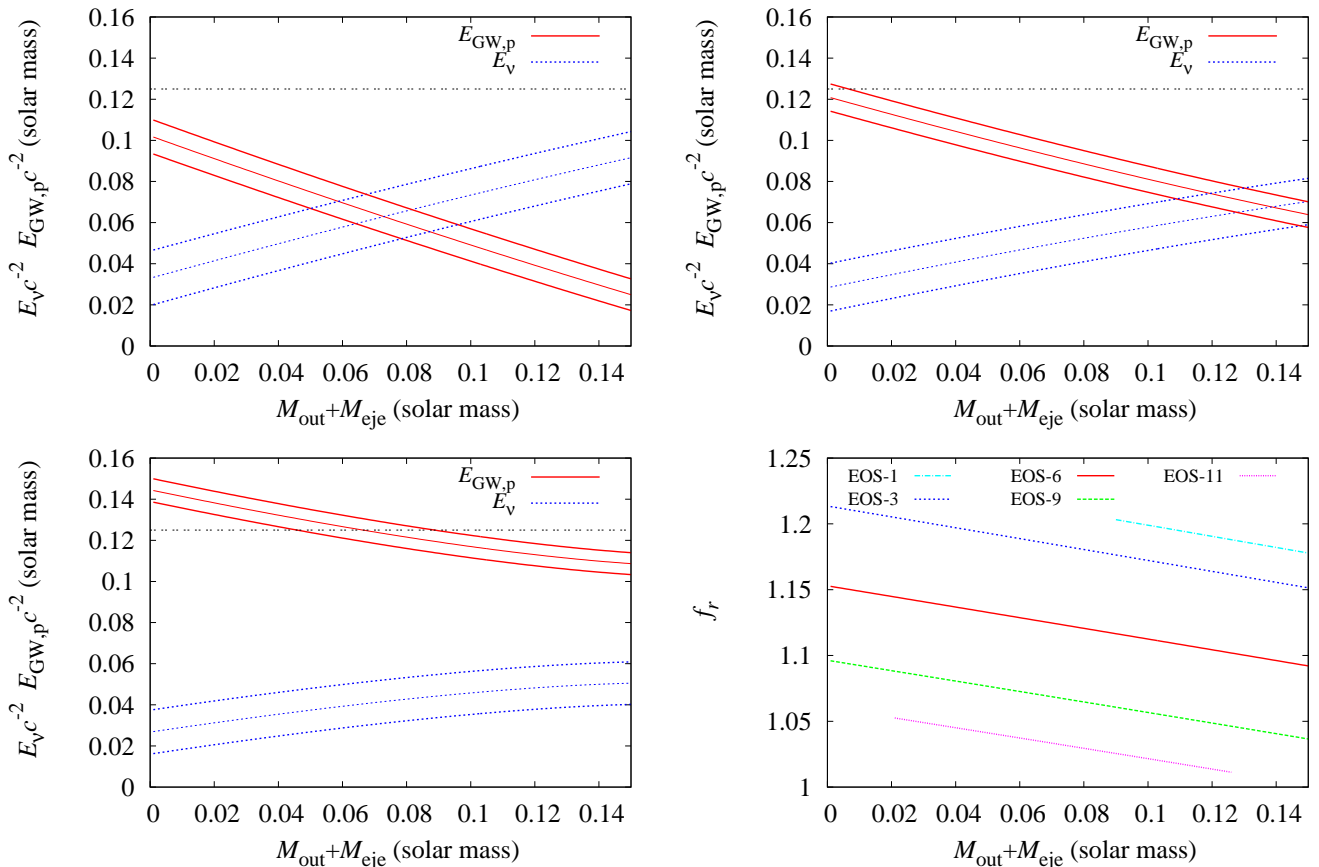 0.16
0.14
0.12
0.1
0.08
0.06
0.04
0.02
0
0 0.02 0.04 0.06 0.08 0.1 0.12 0.14
E_ν c^-2 E_GW,p c^-2 (solar mass)
M_out+M_eje (solar mass)
E_GW,p
E_ν
0.16
0.14
0.12
0.1
0.08
0.06
0.04
0.02
0
0 0.02 0.04 0.06 0.08 0.1 0.12 0.14
E_ν c^-2 E_GW,p c^-2 (solar mass)
M_out+M_eje (solar mass)
E_GW,p
E_ν
0.16
0.14
0.12
0.1
0.08
0.06
0.04
0.02
0
0 0.02 0.04 0.06 0.08 0.1 0.12 0.14
E_ν c^-2 E_GW,p c^-2 (solar mass)
M_out+M_eje (solar mass)
E_GW,p
E_ν
1.25
1.2
1.15
1.1
1.05
1
0 0.02 0.04 0.06 0.08 0.1 0.12 0.14
f_r
M_out+M_eje (solar mass)
EOS-1
EOS-3
EOS-6
EOS-9
EOS-11